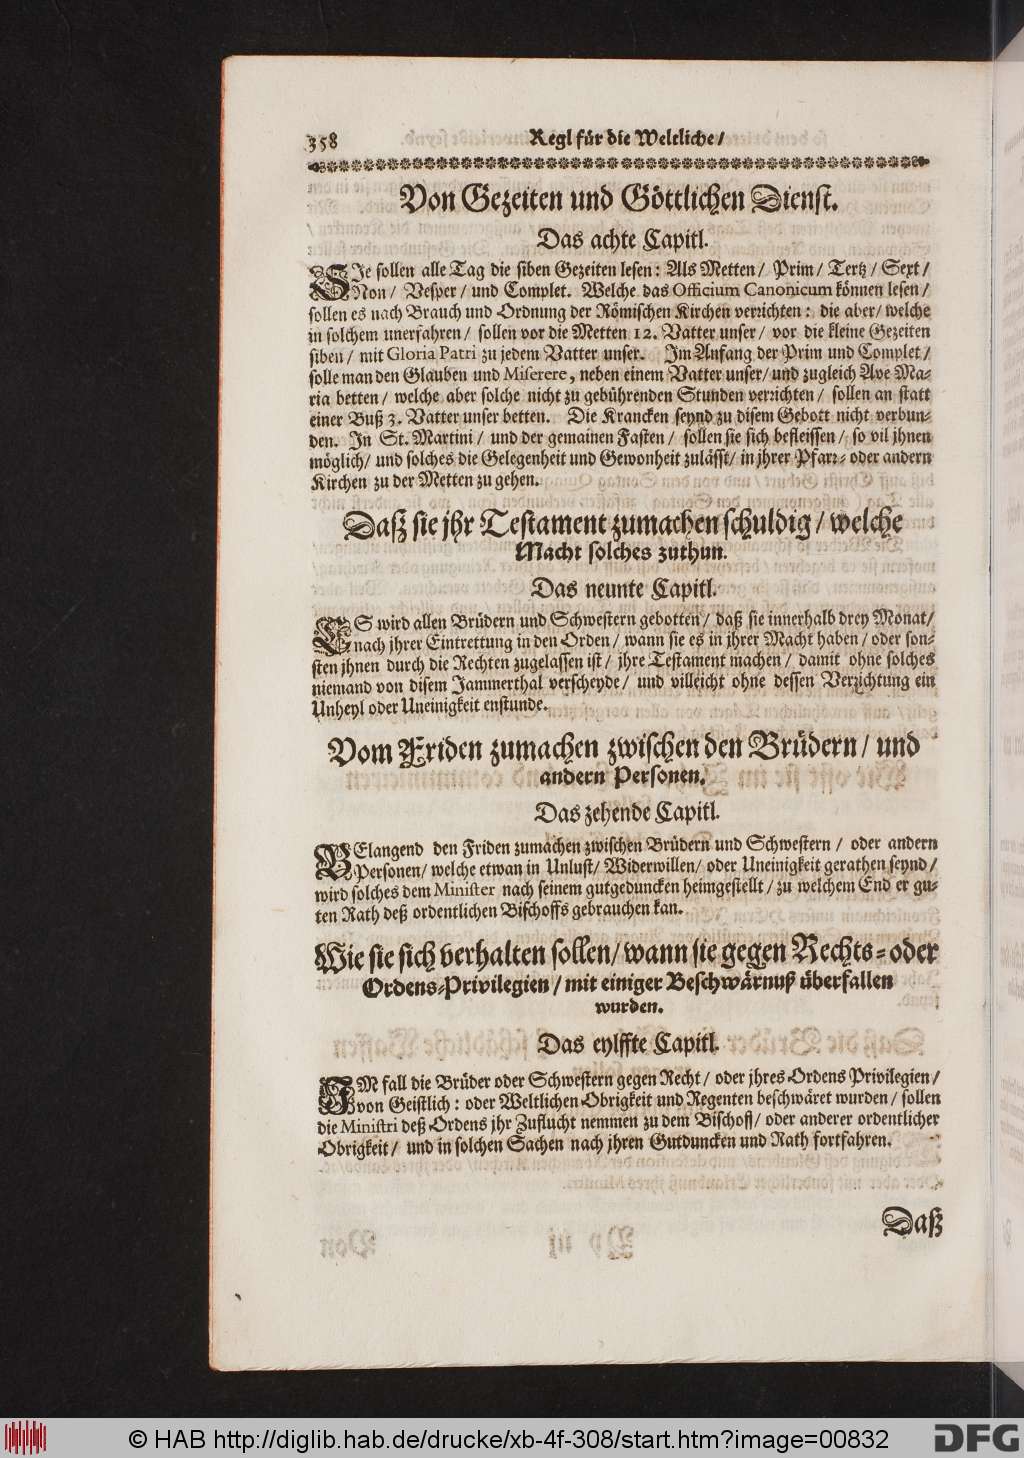 358 Regl für die Weltliche /
Von Gezeiten und Göttlichen Dienst.
Das achte Capitl.
SIe sollen alle Tag die siben Gezeiten lesen : Als Metten / Prim / Tertz / Sext /
Non / Vesper / und Complet. Welche das Officium Canonicum können lesen /
sollen es nach Brauch und Ordnung der Römischen Kirchen verrichten : die aber / welche
in solchem unerfahren / sollen vor die Metten 12. Vatter unser / vor die kleine Gezeiten
siben / mit Gloria Patri zu jedem Vatter unser. Im Anfang der Prim und Complet /
solle man den Glauben und Miserere, neben einem Vatter unser / und zugleich Ave Ma-
ria betten / welche aber solche nicht zu gebührenden Stunden verrichten / sollen an statt
einer Buß 3. Vatter unser betten. Die Krancken seynd zu disem Gebott nicht verbun-
den. In St. Martini / und der gemainen Fasten / sollen sie sich befleissen / so vil jhnen
möglich / und solches die Gelegenheit und Gewonheit zuläßt / in jhrer Pfarr- oder andern
Kirchen zu der Metten zu gehen.
Daß sie jhr Testament zumachen schuldig / welche
Macht solches zuthun.
Das neunte Capitl.
ES wird allen Brüdern und Schwestern gebotten / daß sie innerhalb drey Monat /
nach jhrer Eintrettung in den Orden / wann sie es in jhrer Macht haben / oder son-
sten jhnen durch die Rechten zugelassen ist / jhre Testament machen / damit ohne solches
niemand von disem Jammerthal verscheyde / und villeicht ohne dessen Verzichtung ein
Unheyl oder Uneinigkeit enstunde.
Vom Friden zumachen zwischen den Brüdern / und
andern Personen.
Das zehende Capitl.
BElangend den Friden zumachen zwischen Brüdern und Schwestern / oder andern
Personen / welche etwan in Unlust / Widerwillen / oder Uneinigkeit gerathen seynd /
wird solches dem Minister nach seinem gutgeduncken heimgestellt / zu welchem End er gu-
ten Rath deß ordentlichen Bischoffs gebrauchen kan.
Wie sie sich verhalten sollen / wann sie gegen Rechts- oder
Ordens-Privilegien / mit einiger Beschwärnuß überfallen
wurden.
Das eylffte Capitl.
IM fall die Brüder oder Schwestern gegen Recht / oder jhres Ordens Privilegien /
von Geistlich : oder Weltlichen Obrigkeit und Regenten beschwäret wurden / sollen
die Ministri deß Ordens jhr Zuflucht nemmen zu dem Bischoff / oder anderer ordentlicher
Obrigkeit / und in solchen Sachen nach jhren Gutduncken und Rath fortfahren.
Daß
© HAB http://diglib.hab.de/drucke/xb-4f-308/start.htm?image=00832
DFG